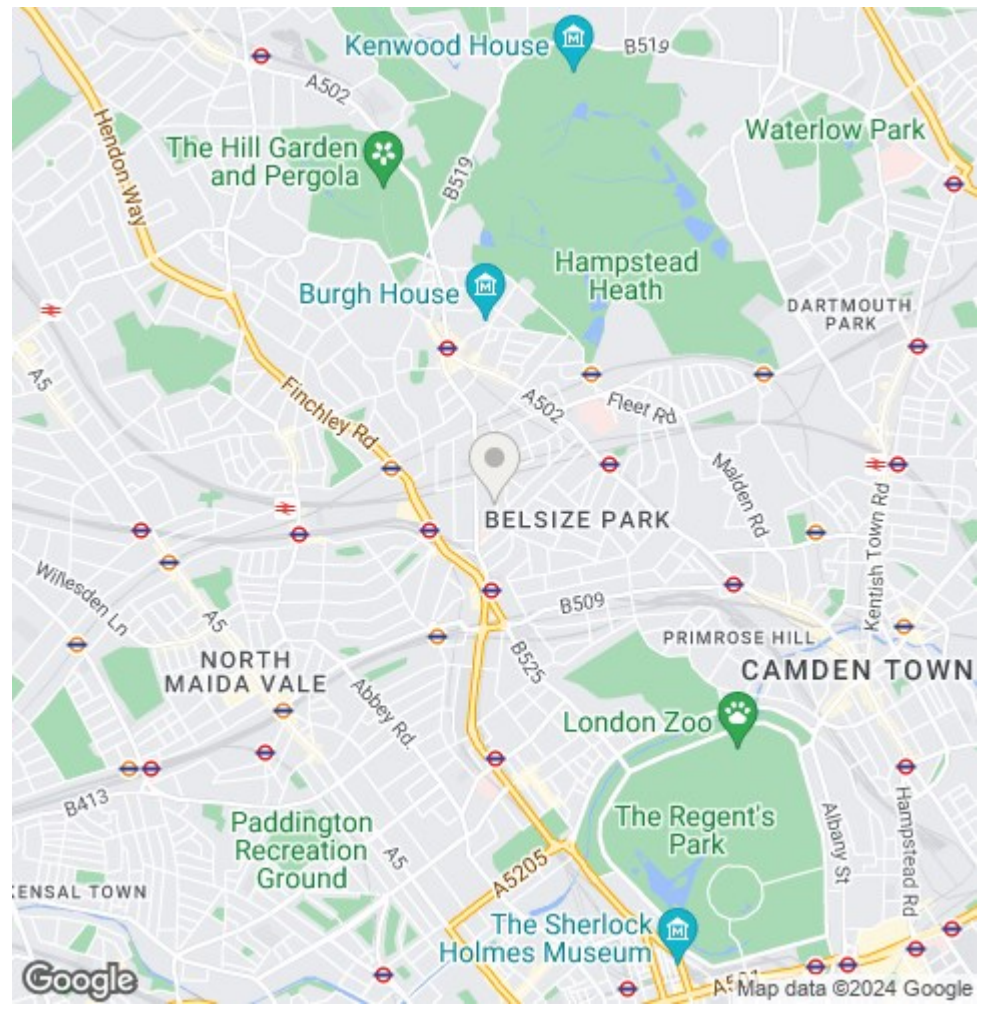 Kenwood House
B519
A502
Hendon Way
The Hill Garden
and Pergola
B519
Waterlow Park
Hampstead
Heath
Burgh House
DARTMOUTH
PARK
A5
A502
Fleet Rd
Finchley Rd
Malden Rd
BELSIZE PARK
Kentish Town Rd
Willesden Ln
A5
B509
PRIMROSE HILL
NORTH
MAIDA VALE
B525
CAMDEN TOWN
Abbey Rd.
London Zoo
B413
Paddington
Recreation
Ground
The Regent's
Park
Albany St
Hampstead Rd
A5
A5205
KENSAL TOWN
The Sherlock
Holmes Museum
Google
Map data ©2024 Google